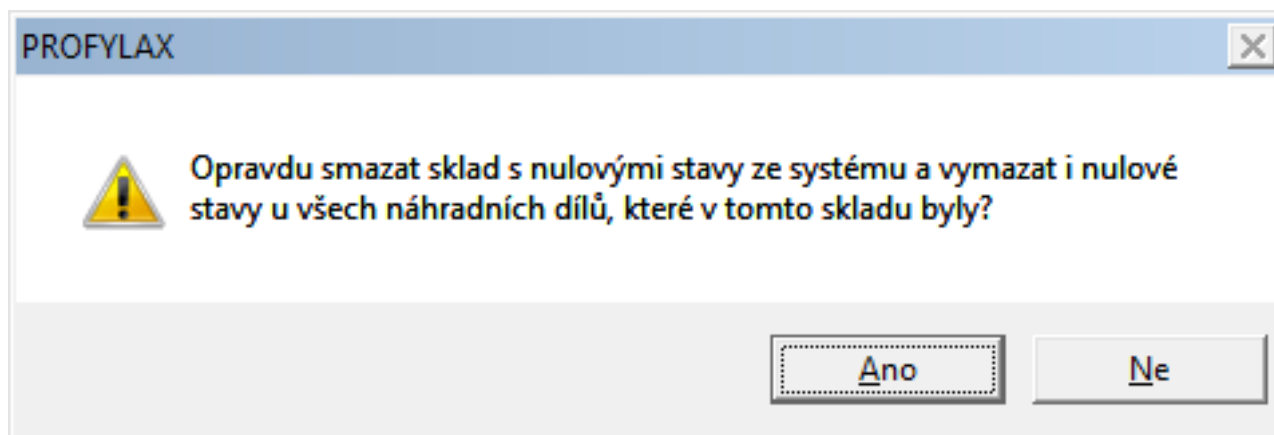 PROFYLAX
Opravdu smazat sklad s nulovými stavy ze systému a vymazat i nulové
stavy u všech náhradních dílů, které v tomto skladu byly?
Ano
Ne